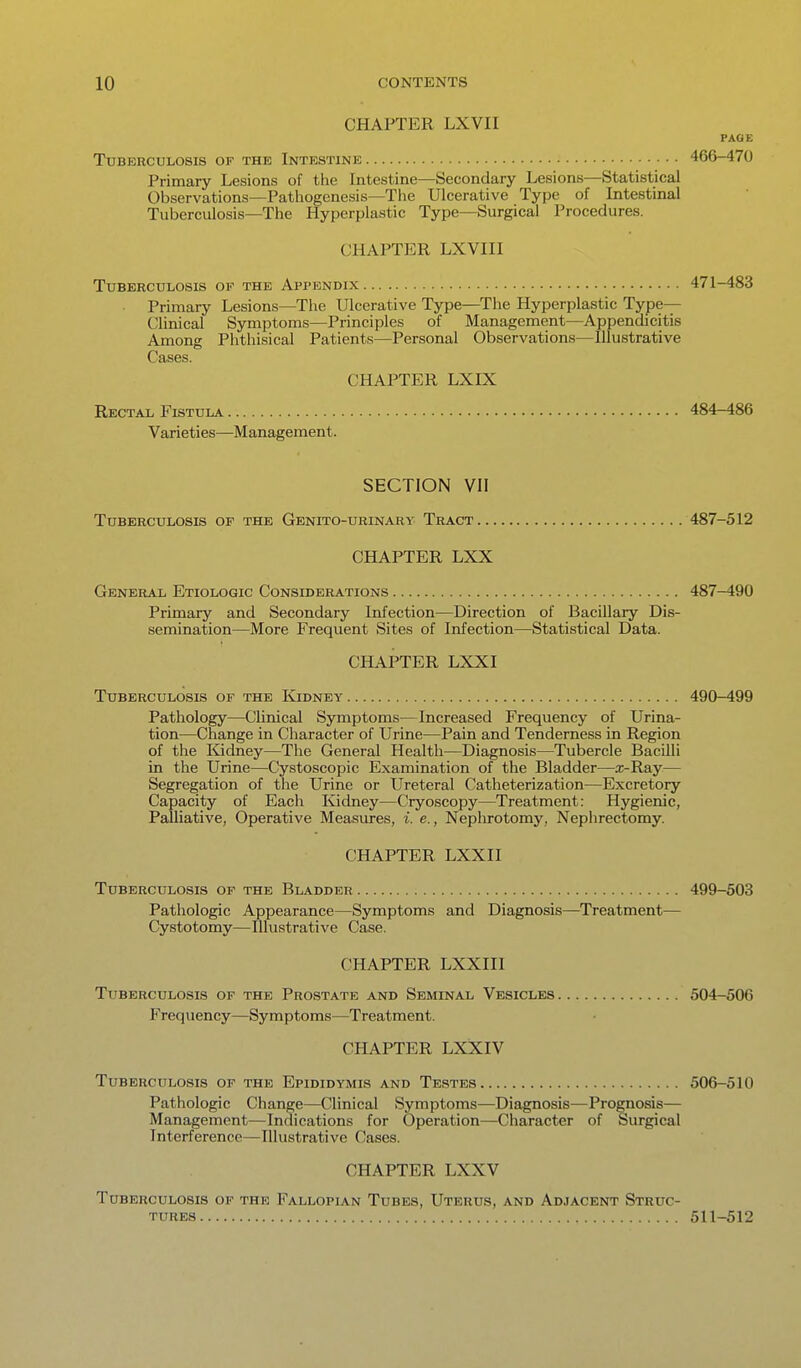 10 CONTENTS
CHAPTER LXVII
PAGE
Tuberculosis of the Intestine 466–470
Primary Lesions of the Intestine—Secondary Lesions—Statistical
Observations—Pathogenesis—The Ulcerative Type of Intestinal
Tuberculosis—The Hyperplastic Type—Surgical Procedures.
CHAPTER LXVIII
Tuberculosis of the Appendix 471–483
Primary Lesions—The Ulcerative Type—The Hyperplastic Type—
Clinical Symptoms—Principles of Management—Appendicitis
Among Phthisical Patients—Personal Observations—Illustrative
Cases.
CHAPTER LXIX
Rectal Fistula 484–486
Varieties—Management.
SECTION VII
Tuberculosis of the Genito-urinary Tract 487–512
CHAPTER LXX
General Etiologic Considerations 487–490
Primary and Secondary Infection—Direction of Bacillary Dis-
semination—More Frequent Sites of Infection—Statistical Data.
CHAPTER LXXI
Tuberculosis of the Kidney 490–499
Pathology—Clinical Symptoms—Increased Frequency of Urina-
tion—Change in Character of Urine—Pain and Tenderness in Region
of the Kidney—The General Health—Diagnosis—Tubercle Bacilli
in the Urine—Cystoscopic Examination of the Bladder—x-Ray—
Segregation of the Urine or Ureteral Catheterization—Excretory
Capacity of Each Kidney—Cryoscopy—Treatment: Hygienic,
Palliative, Operative Measures, i. e., Nephrotomy, Nephrectomy.
CHAPTER LXXII
Tuberculosis of the Bladder 499–503
Pathologic Appearance—Symptoms and Diagnosis—Treatment—
Cystotomy—Illustrative Case.
CHAPTER LXXIII
Tuberculosis of the Prostate and Seminal Vesicles 504–506
Frequency—Symptoms—Treatment.
CHAPTER LXXIV
Tuberculosis of the Epididymis and Testes 506–510
Pathologic Change—Clinical Symptoms—Diagnosis—Prognosis—
Management—Indications for Operation—Character of Surgical
Interference—Illustrative Cases.
CHAPTER LXXV
Tuberculosis of the Fallopian Tubes, Uterus, and Adjacent Struc-
tures 511–512